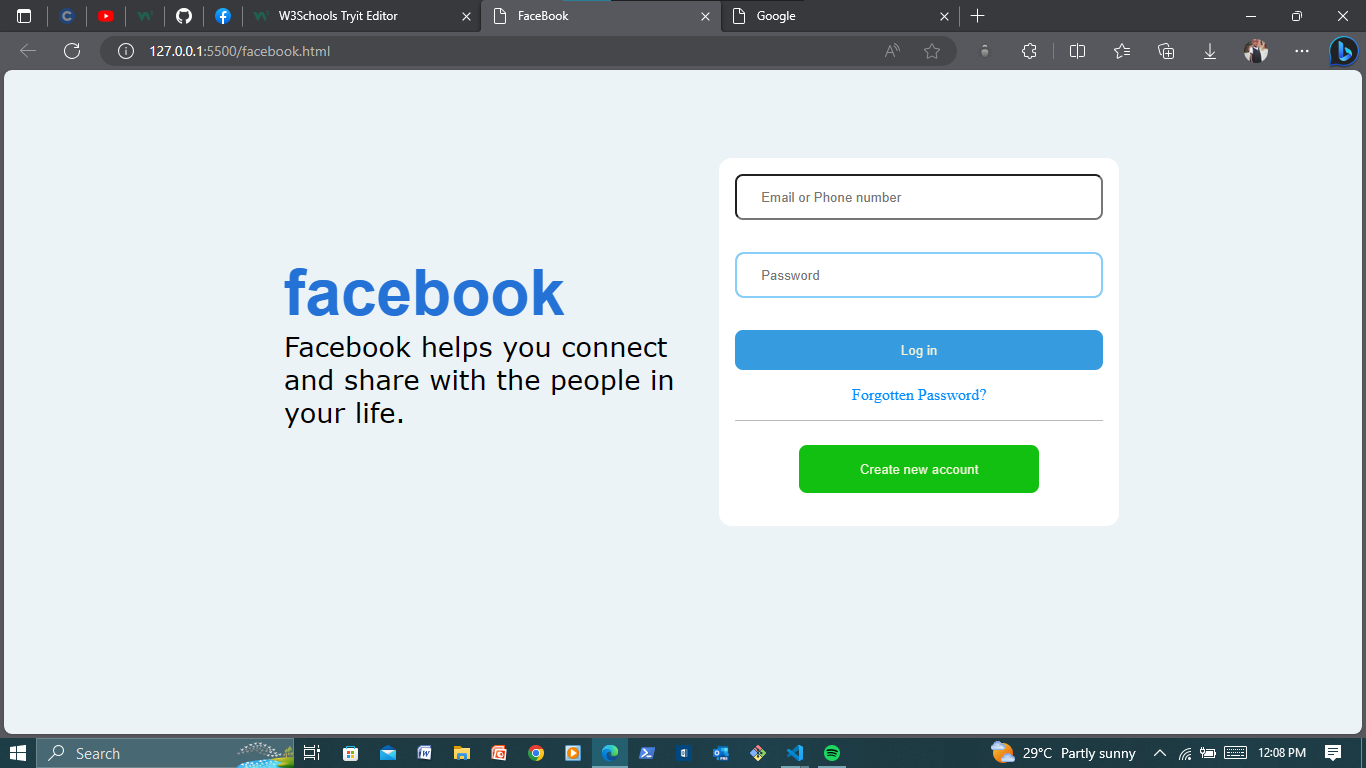 W3Schools Tryit Editor
FaceBook
Google
127.0.0.1:5500/facebook.html
facebook
Facebook helps you connect
and share with the people in
your life.
Email or Phone number
Password
Log in
Forgotten Password?
Create new account
Search
29°C Partly sunny
12:08 PM